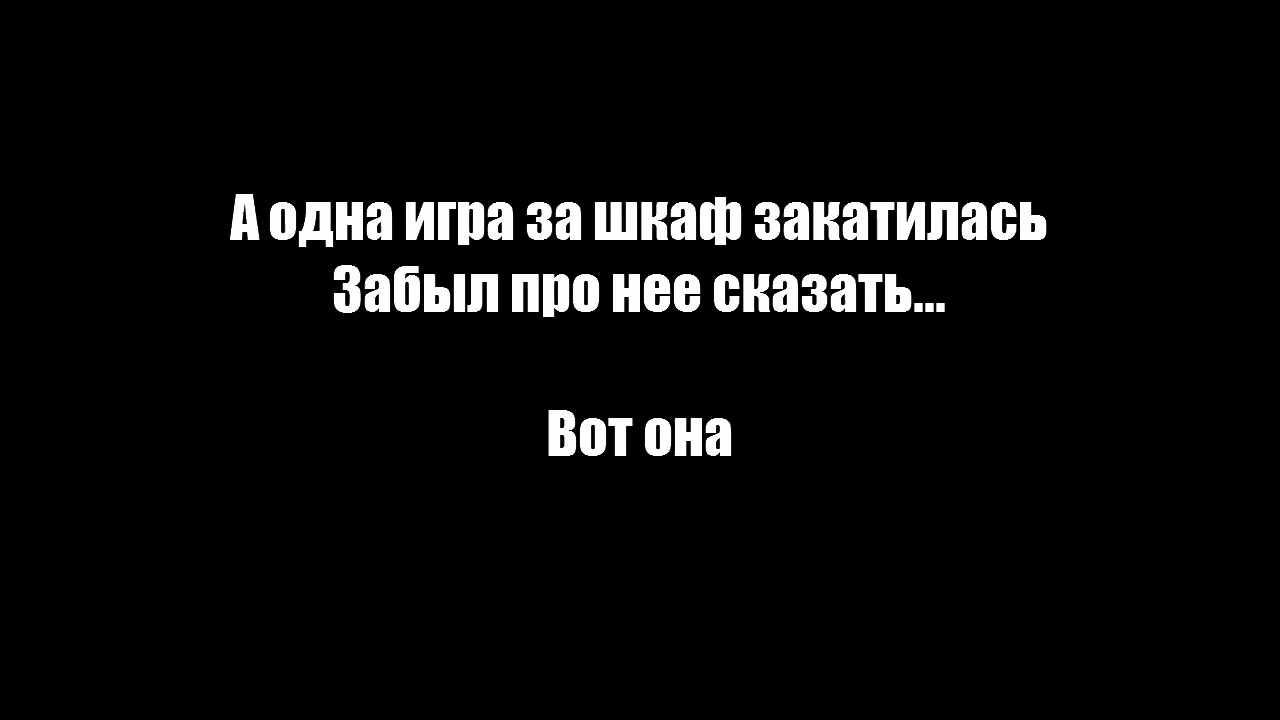 А одна игра за шкаф закатилась
Забыл про нее сказать...
Вот она